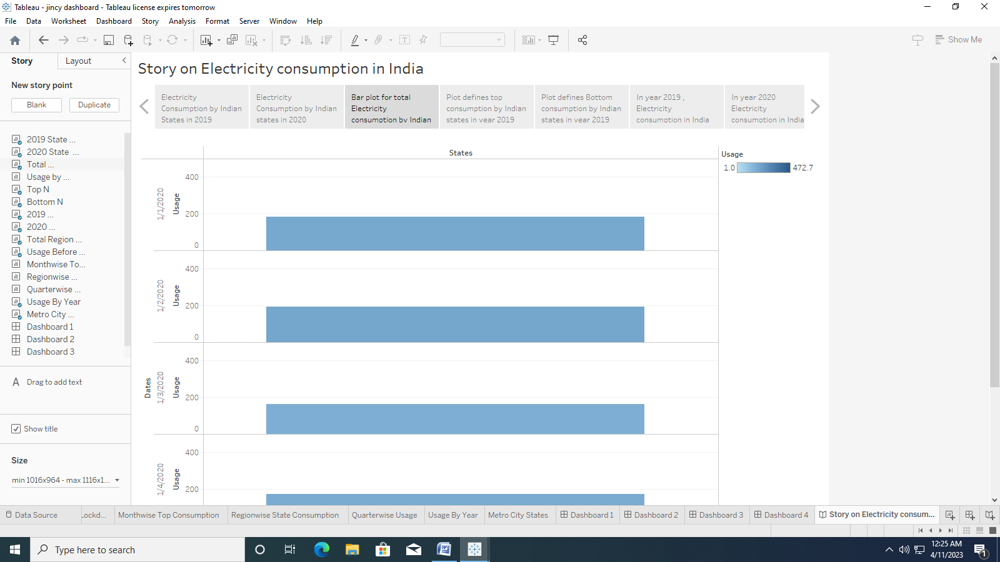 Tableau - jincy dashboard - Tableau license expires tomorrow
File Data Worksheet Dashboard Story Analysis Format Server Window Help
Show Me
Story Layout
New story point
Blank Duplicate
2019 State ...
2020 State ...
Total ...
Usage by ...
Top N
Bottom N
2019 ...
2020 ...
Total Region ...
Usage Before ...
Monthwise To...
Regionwise ...
Quarterwise ...
Usage By Year
Metro City ...
Dashboard 1
Dashboard 2
Dashboard 3
A Drag to add text
Show title
Size
min 1016x964 - max 1116x1...
Story on Electricity consumption in India
Electricity
Consumption by Indian
States in 2019
Electricity
Consumption by Indian
states in 2020
Bar plot for total
Electricity
consumption by Indian
Plot defines top
consumption by Indian
states in year 2019
Plot defines Bottom
consumption by Indian
states in year 2019
In year 2019 ,
Electricity
consumption in India
In year 2020
Electricity
consumption in India
States
Dates
1/1/2020
Usage
400
200
0
1/2/2020
Usage
400
200
0
1/3/2020
Usage
400
200
0
1/4/2020
Usage
400
200
Usage
1.0 472.7
Data Source Lockd... Monthwise Top Consumption Regionwise State Consumption Quarterwise Usage Usage By Year Metro City States Dashboard 1 Dashboard 2 Dashboard 3 Dashboard 4 Story on Electricity consum...
Type here to search
12:25 AM
4/11/2023
1